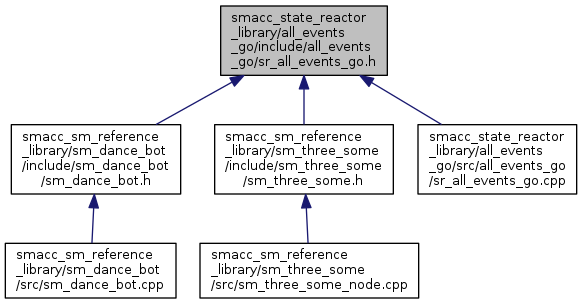 smacc_state_reactor
_library/all_events
_go/include/all_events
_go/sr_all_events_go.h
smacc_sm_reference
_library/sm_dance_bot
/include/sm_dance_bot
/sm_dance_bot.h
smacc_sm_reference
_library/sm_three_some
/include/sm_three_some
/sm_three_some.h
smacc_state_reactor
_library/all_events
_go/src/all_events_go
/sr_all_events_go.cpp
smacc_sm_reference
_library/sm_dance_bot
/src/sm_dance_bot.cpp
smacc_sm_reference
_library/sm_three_some
/src/sm_three_some_node.cpp